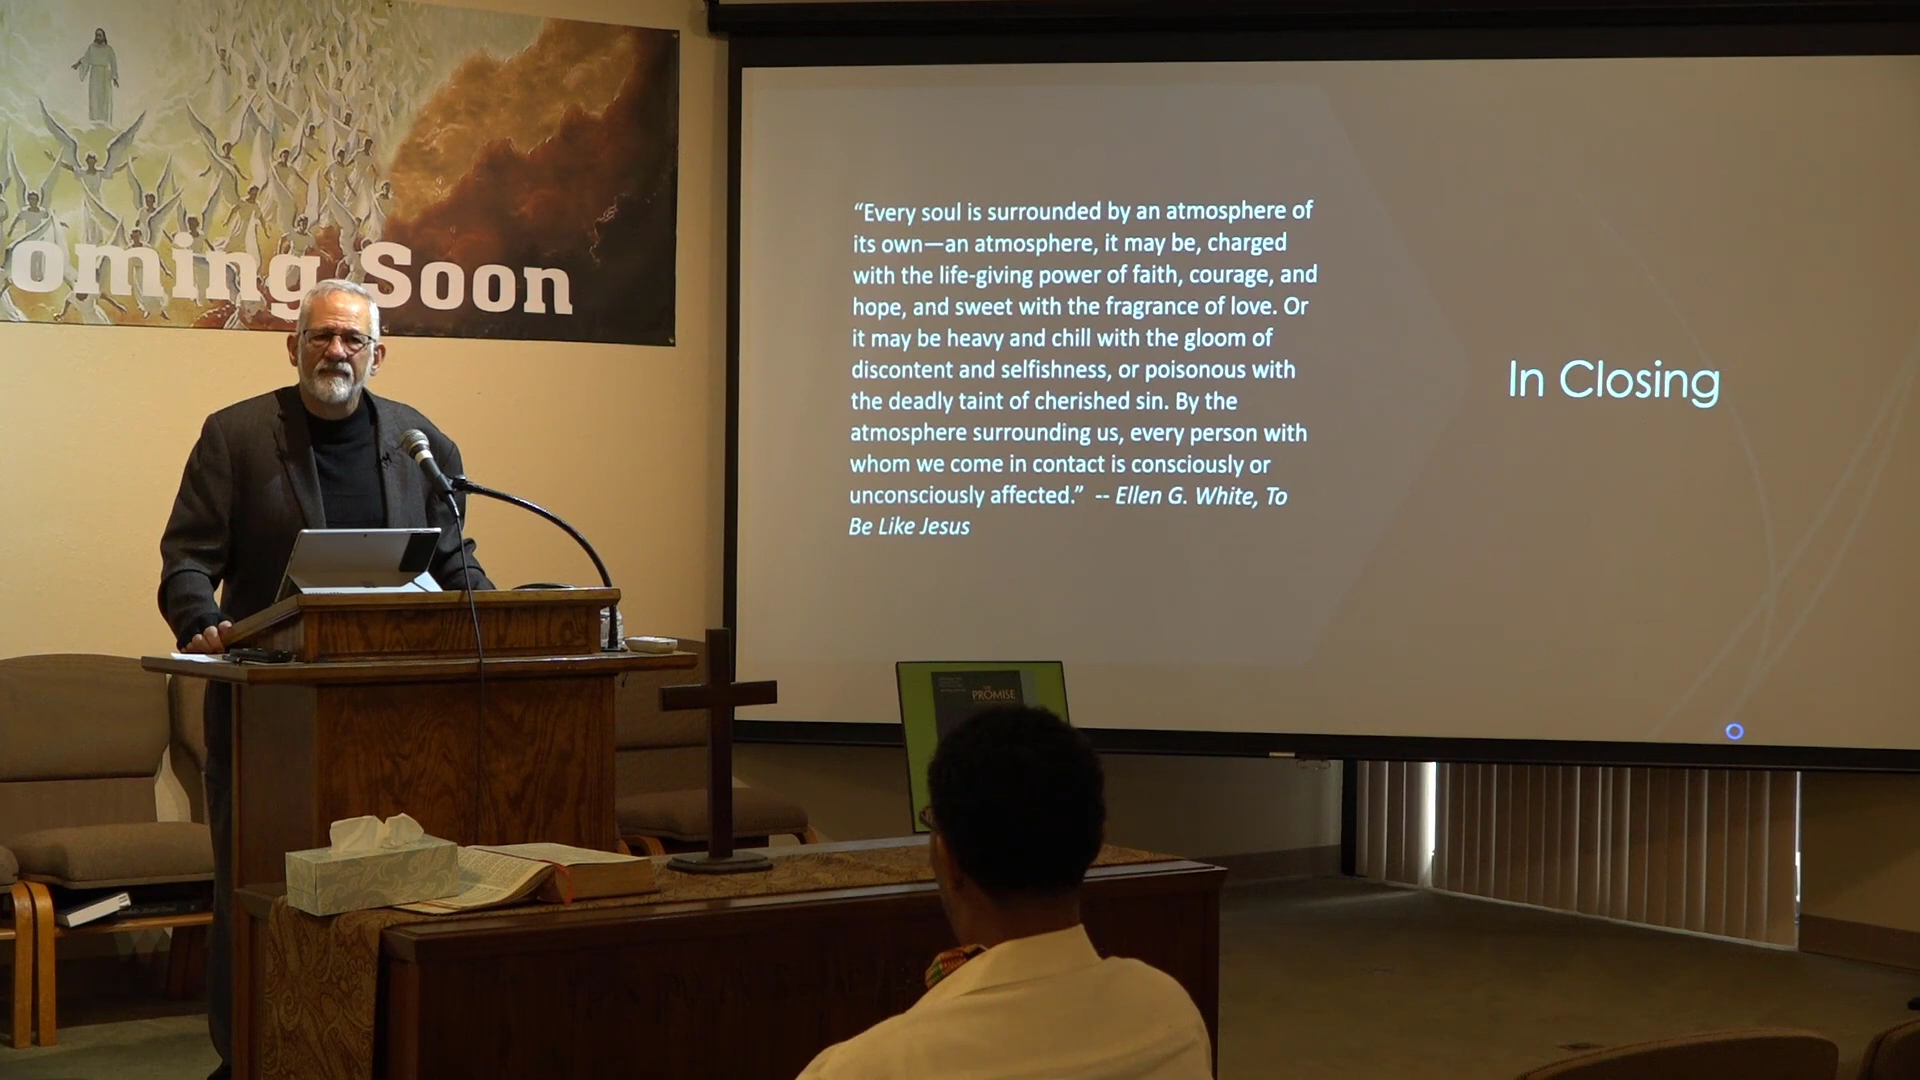 oming Soon
“Every soul is surrounded by an atmosphere of
its own—an atmosphere, it may be, charged
with the life-giving power of faith, courage, and
hope, and sweet with the fragrance of love. Or
it may be heavy and chill with the gloom of
discontent and selfishness, or poisonous with
the deadly taint of cherished sin. By the
atmosphere surrounding us, every person with
whom we come in contact is consciously or
unconsciously affected.”  -- Ellen G. White, To
Be Like Jesus
In Closing
PROMISE